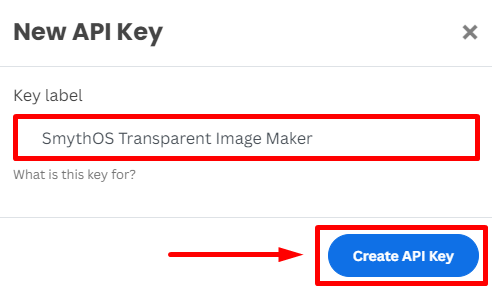 New API Key
Key label
SmythOS Transparent Image Maker
What is this key for?
Create API Key